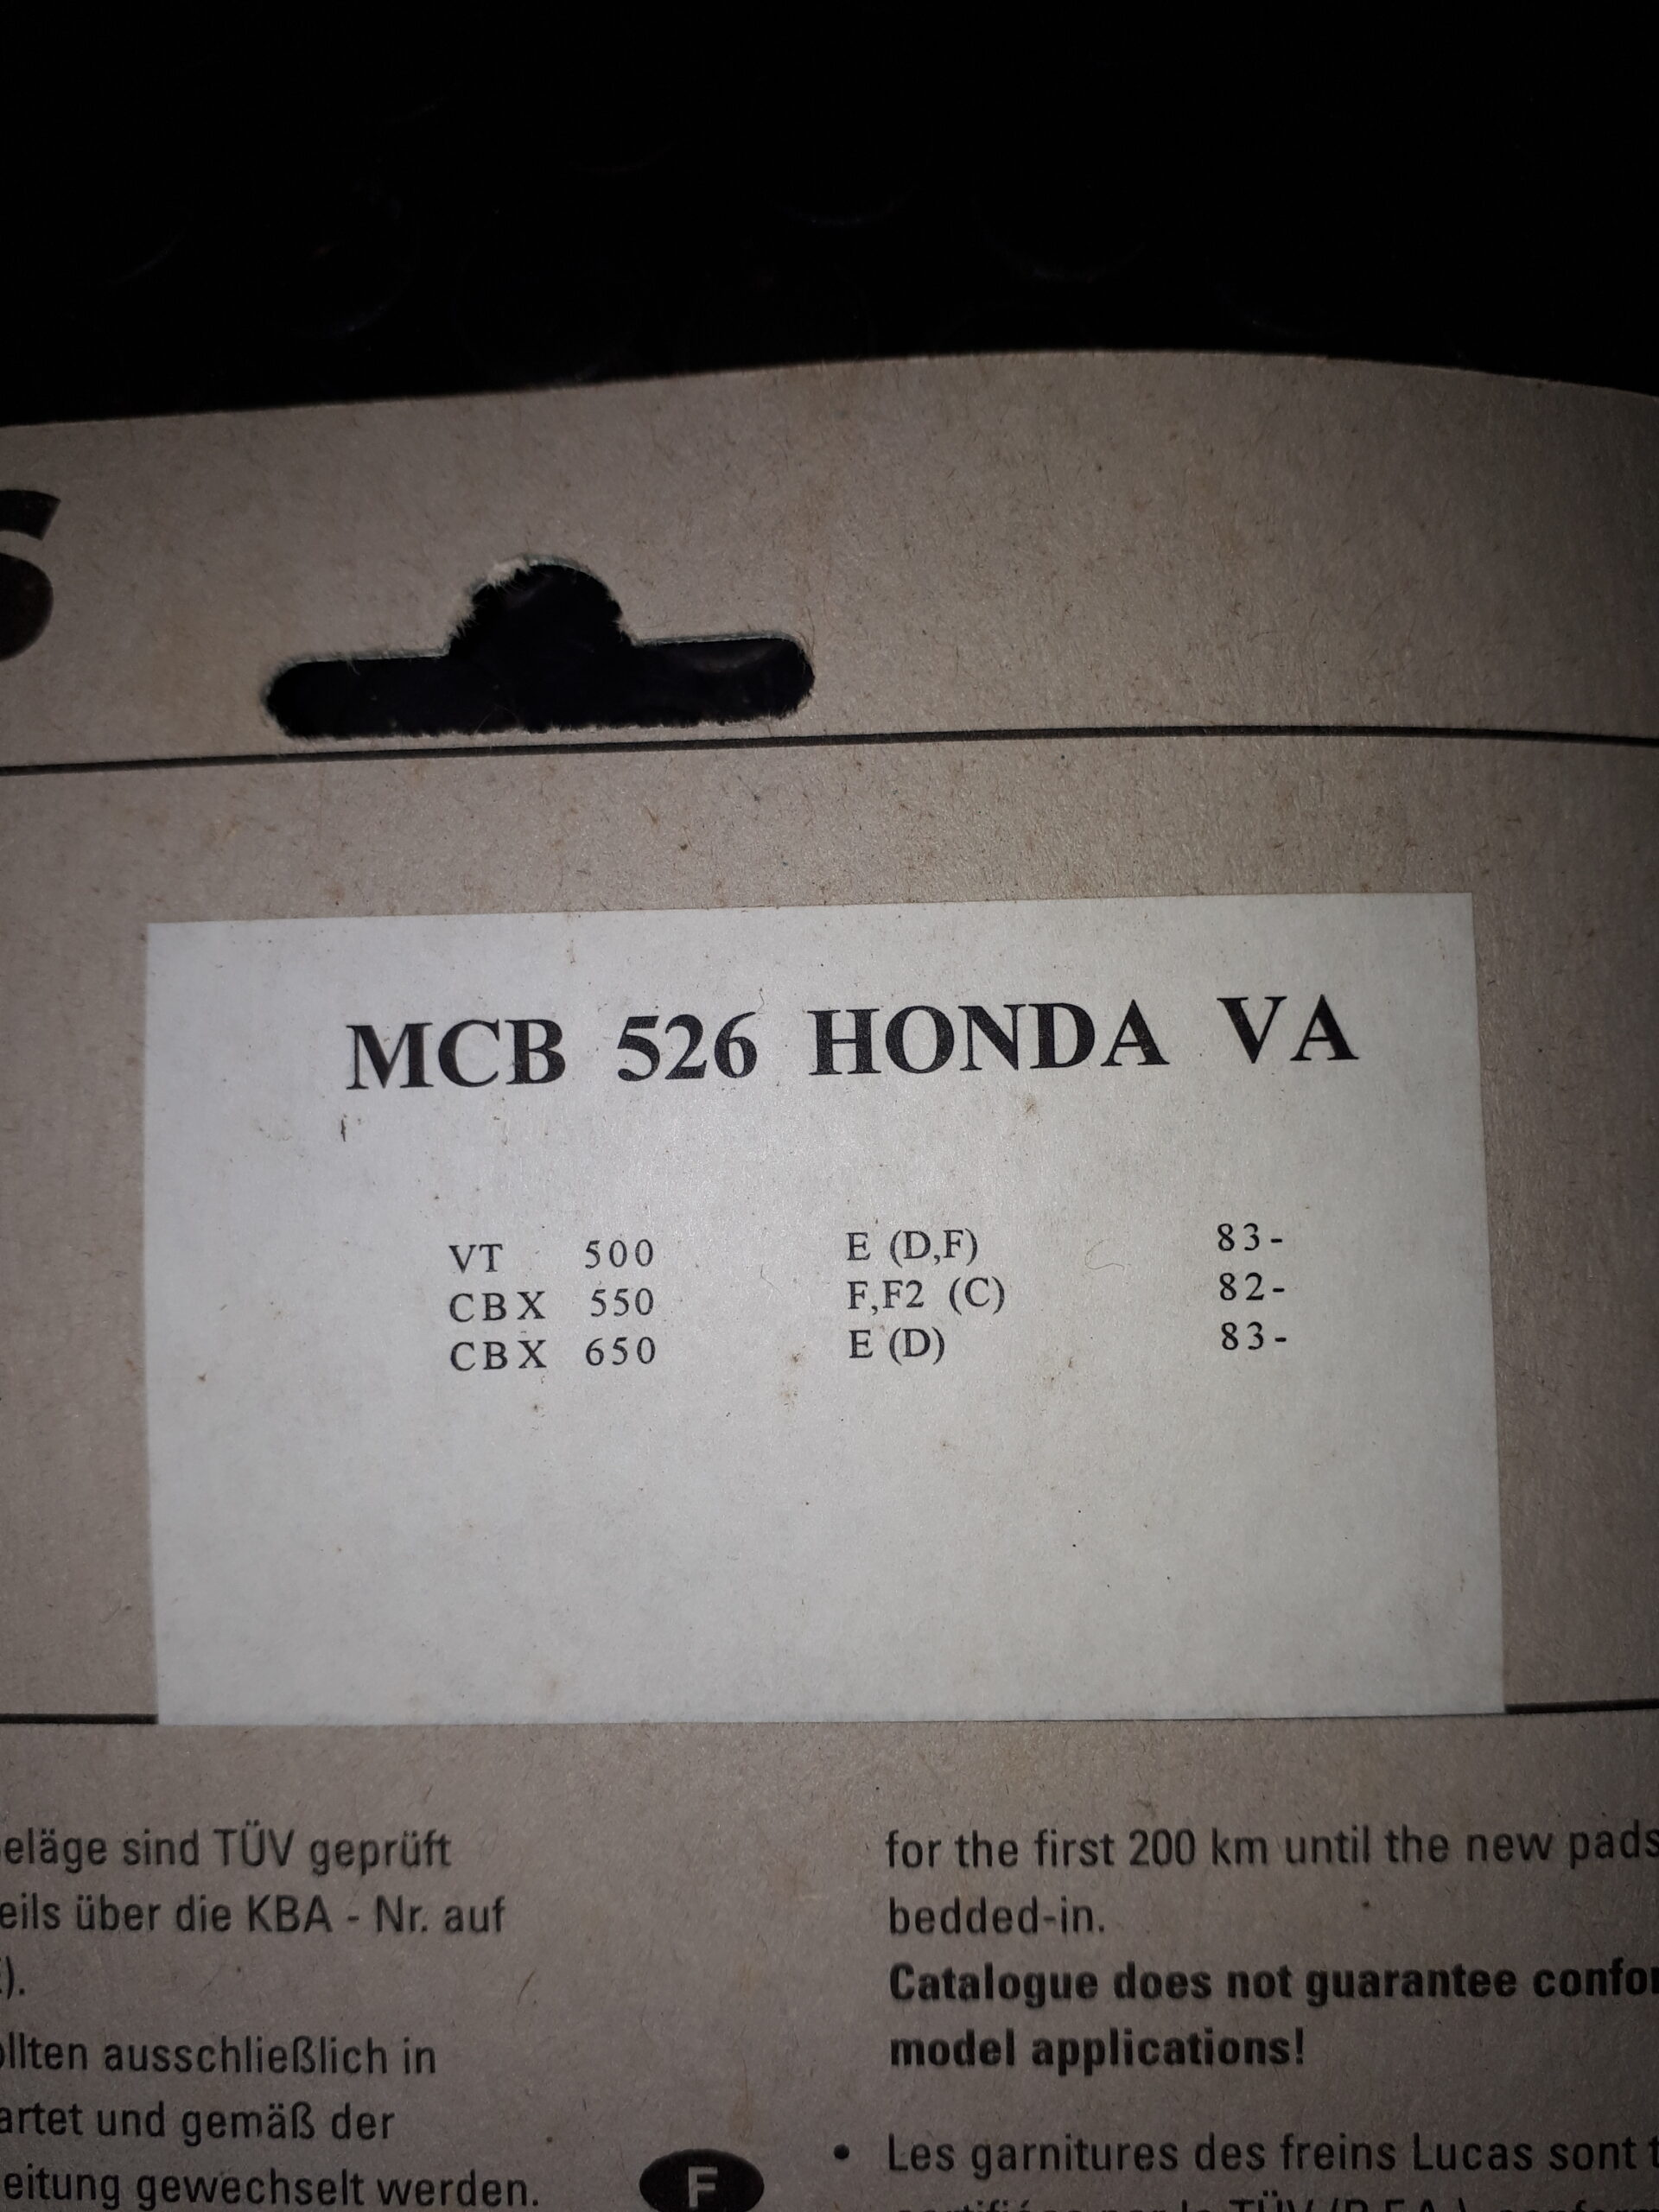 MCB 526 HONDA VA
VT 500 E (D,F) 83-
CBX 550 F,F2 (C) 82-
CBX 650 E (D) 83-
sind TÜV geprüft
über die KBA - Nr. auf
ausschließlich in
und gemäß der
gewechselt werden.
for the first 200 km until the new pads
bedded-in.
Catalogue does not guarantee
model applications!
F
• Les garnitures des freins Lucas sont